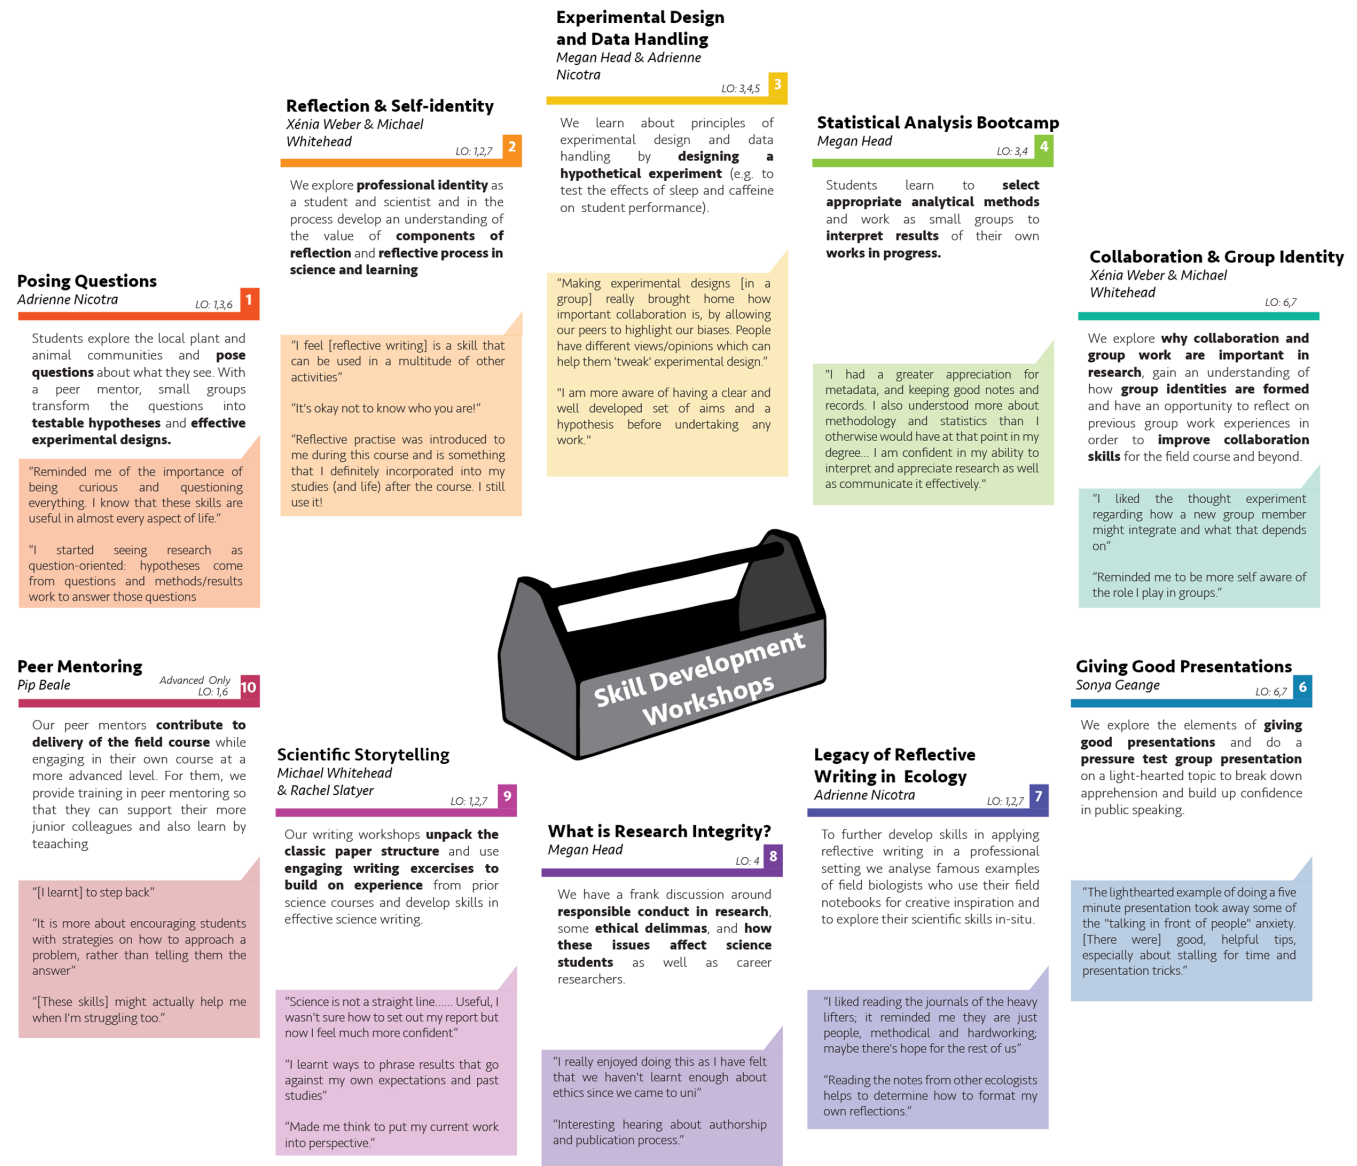 Posing Questions
Adrienne Nicotra
LO: 1,3,6
1
Students explore the local plant and
animal communities and pose
questions about what they see. With
a peer mentor, small groups
transform the questions into
testable hypotheses and effective
experimental designs.
“Reminded me of the importance of
being curious and questioning
everything. I know that these skills are
useful in almost every aspect of life.”
“I started seeing research as
question-oriented: hypotheses come
from questions and methods/results
work to answer those questions
Reflection & Self-identity
Xénia Weber & Michael
Whitehead
LO: 1,2,7
2
We explore professional identity as
a student and scientist and in the
process develop an understanding of
the value of components of
reflection and reflective process in
science and learning
“I feel [reflective writing] is a skill that
can be used in a multitude of other
activities”
“It's okay not to know who you are!”
“Reflective practise was introduced to
me during this course and is something
that I definitely incorporated into my
studies (and life) after the course. I still
use it!
Experimental Design
and Data Handling
Megan Head & Adrienne
Nicotra
LO: 3,4,5
3
We learn about principles of
experimental design and data
handling by designing a
hypothetical experiment (e.g. to
test the effects of sleep and caffeine
on student performance).
“Making experimental designs [in a
group] really brought home how
important collaboration is, by allowing
our peers to highlight our biases. People
have different views/opinions which can
help them 'tweak' experimental design.”
"I am more aware of having a clear and
well developed set of aims and a
hypothesis before undertaking any
work."
Statistical Analysis Bootcamp
Megan Head
LO: 3,4
4
Students learn to select
appropriate analytical methods
and work as small groups to
interpret results of their own
works in progress.
"I had a greater appreciation for
metadata, and keeping good notes and
records. I also understood more about
methodology and statistics than I
otherwise would have at that point in my
degree... I am confident in my ability to
interpret and appreciate research as well
as communicate it effectively."
Collaboration & Group Identity
Xénia Weber & Michael
Whitehead
LO: 6,7
We explore why collaboration and
group work are important in
research, gain an understanding of
how group identities are formed
and have an opportunity to reflect on
previous group work experiences in
order to improve collaboration
skills for the field course and beyond.
“I liked the thought experiment
regarding how a new group member
might integrate and what that depends
on”
“Reminded me to be more self aware of
the role I play in groups.”
Skill Development
Workshops
Giving Good Presentations
Sonya Geange
LO: 6,7
6
We explore the elements of giving
good presentations and do a
pressure test group presentation
on a light-hearted topic to break down
apprehension and build up confidence
in public speaking.
“The lighthearted example of doing a five
minute presentation took away some of
the "talking in front of people" anxiety.
[There were] good, helpful tips,
especially about stalling for time and
presentation tricks.”
Legacy of Reflective
Writing in Ecology
Adrienne Nicotra
LO: 1,2,7
7
To further develop skills in applying
reflective writing in a professional
setting we analyse famous examples
of field biologists who use their field
notebooks for creative inspiration and
to explore their scientific skills in-situ.
“I liked reading the journals of the heavy
lifters; it reminded me they are just
people, methodical and hardworking;
maybe there's hope for the rest of us”
“Reading the notes from other ecologists
helps to determine how to format my
own reflections.”
What is Research Integrity?
Megan Head
LO: 4
8
We have a frank discussion around
responsible conduct in research,
some ethical delimmas, and how
these issues affect science
students as well as career
researchers.
“I really enjoyed doing this as I have felt
that we haven't learnt enough about
ethics since we came to uni”
“Interesting hearing about authorship
and publication process.”
Scientific Storytelling
Michael Whitehead
& Rachel Slatyer
LO: 1,2,7
9
Our writing workshops unpack the
classic paper structure and use
engaging writing excercises to
build on experience from prior
science courses and develop skills in
effective science writing.
“Science is not a straight line...... Useful, I
wasn't sure how to set out my report but
now I feel much more confident”
“I learnt ways to phrase results that go
against my own expectations and past
studies”
“Made me think to put my current work
into perspective.”
Peer Mentoring
Pip Beale
Advanced Only
LO: 1,6
10
Our peer mentors contribute to
delivery of the field course while
engaging in their own course at a
more advanced level. For them, we
provide training in peer mentoring so
that they can support their more
junior colleagues and also learn by
teaaching
“[I learnt] to step back”
“It is more about encouraging students
with strategies on how to approach a
problem, rather than telling them the
answer”
“[These skills] might actually help me
when I'm struggling too.”